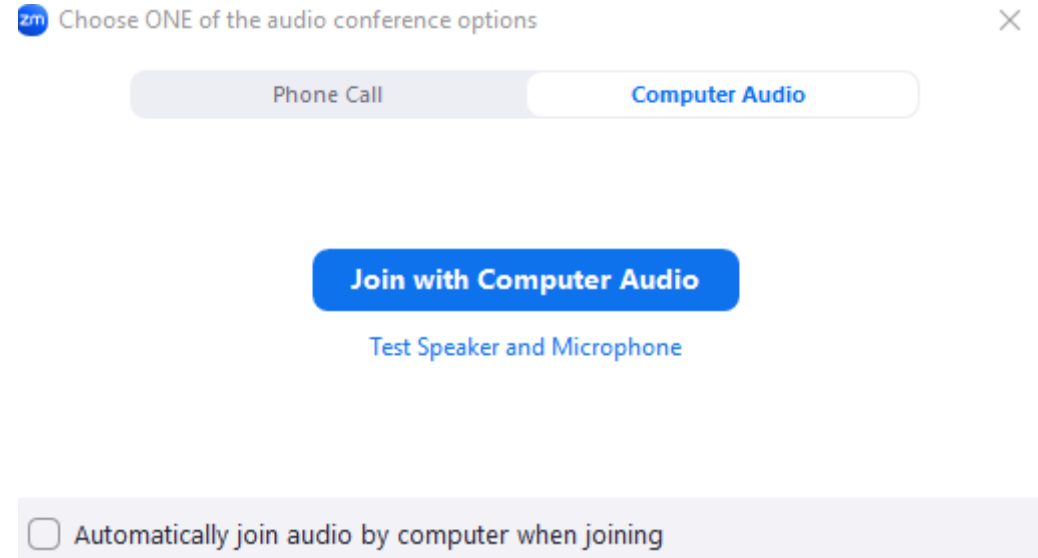 zm Choose ONE of the audio conference options
Phone Call Computer Audio
Join with Computer Audio
Test Speaker and Microphone
Automatically join audio by computer when joining